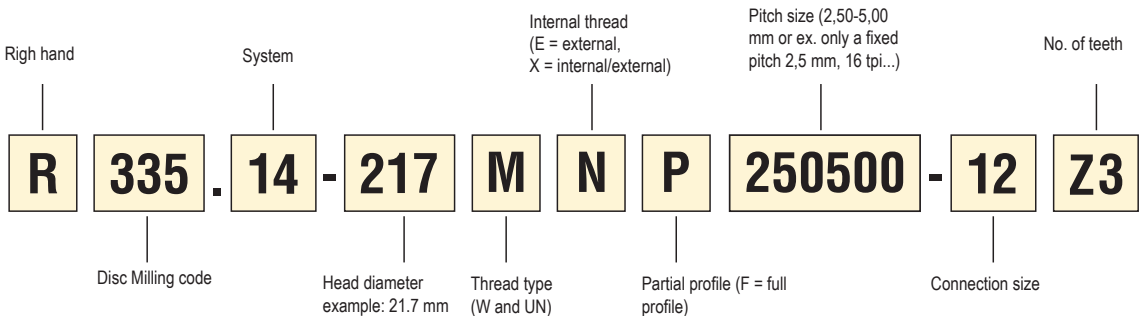 Internal thread
(E = external,
X = internal/external)
Pitch size (2,50-5,00
mm or ex. only a fixed
pitch 2,5 mm, 16 tpi...)
Righ hand
System
No. of teeth
R 335 . 14 - 217 M N P 250500 - 12 Z3
Disc Milling code
Head diameter
example: 21.7 mm
Thread type
(W and UN)
Partial profile (F = full
profile)
Connection size